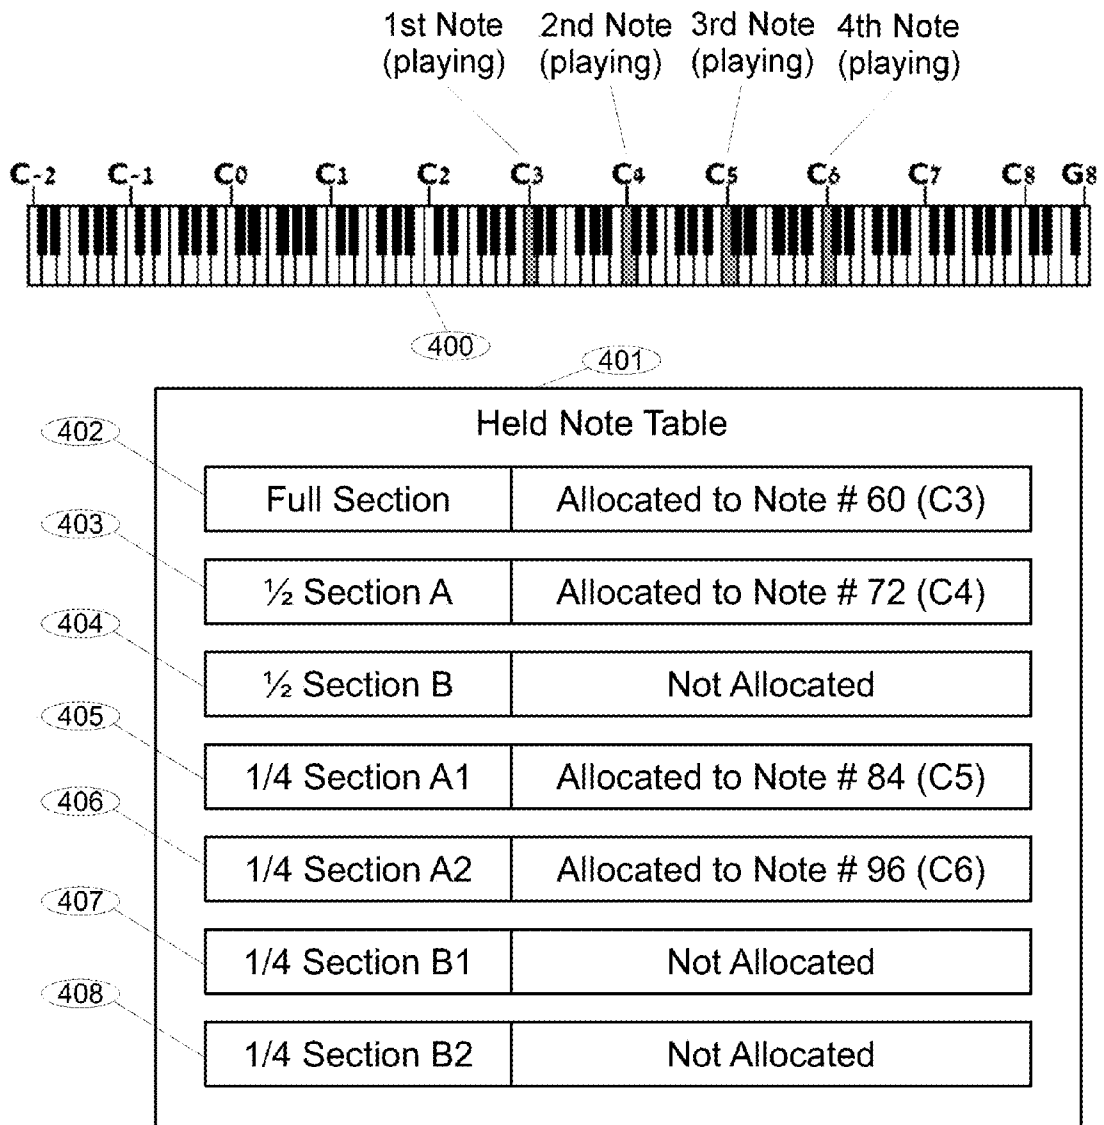 1st Note 2nd Note 3rd Note 4th Note
(playing) (playing) (playing) (playing)
C-2 C-1 C0 C1 C2 C3 C4 C5 C6 C7 C8 G8
400
401
Held Note Table
402
Full Section Allocated to Note # 60 (C3)
403
½ Section A Allocated to Note # 72 (C4)
404
½ Section B Not Allocated
405
1/4 Section A1 Allocated to Note # 84 (C5)
406
1/4 Section A2 Allocated to Note # 96 (C6)
407
1/4 Section B1 Not Allocated
408
1/4 Section B2 Not Allocated